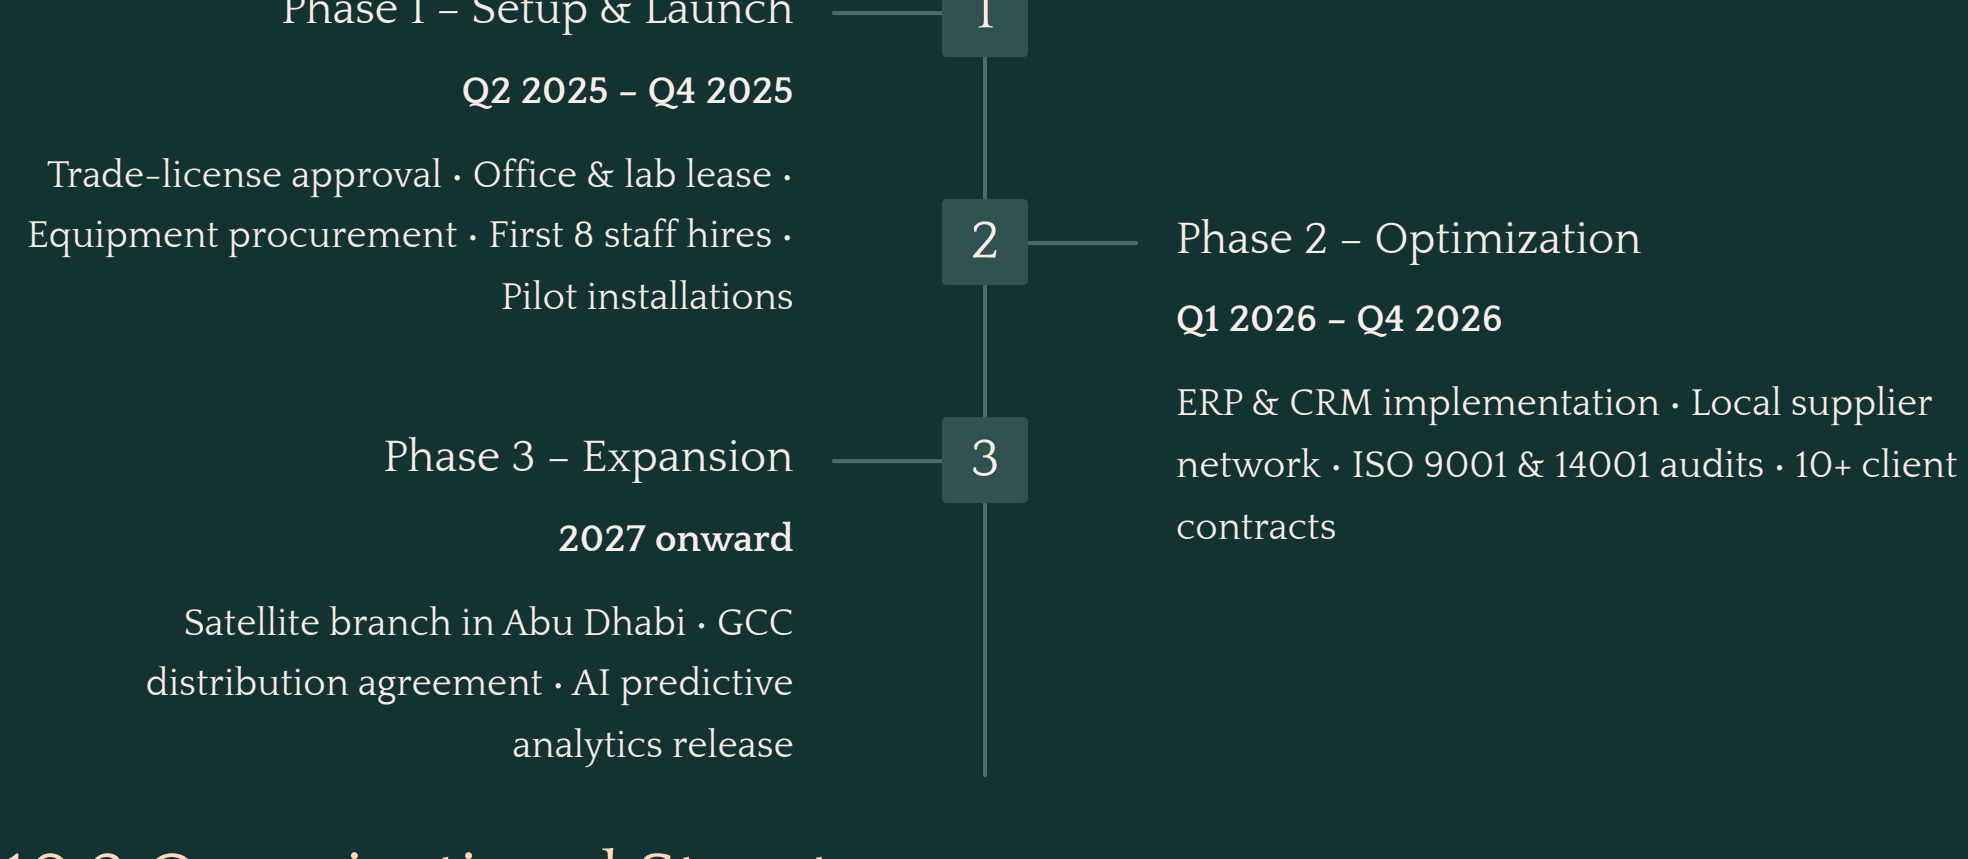 Phase 1 – Setup & Launch
1
Q2 2025 – Q4 2025
Trade-license approval · Office & lab lease ·
Equipment procurement · First 8 staff hires ·
Pilot installations
2
Phase 2 – Optimization
Q1 2026 – Q4 2026
ERP & CRM implementation · Local supplier
network · ISO 9001 & 14001 audits · 10+ client
contracts
3
Phase 3 – Expansion
2027 onward
Satellite branch in Abu Dhabi · GCC
distribution agreement · AI predictive
analytics release